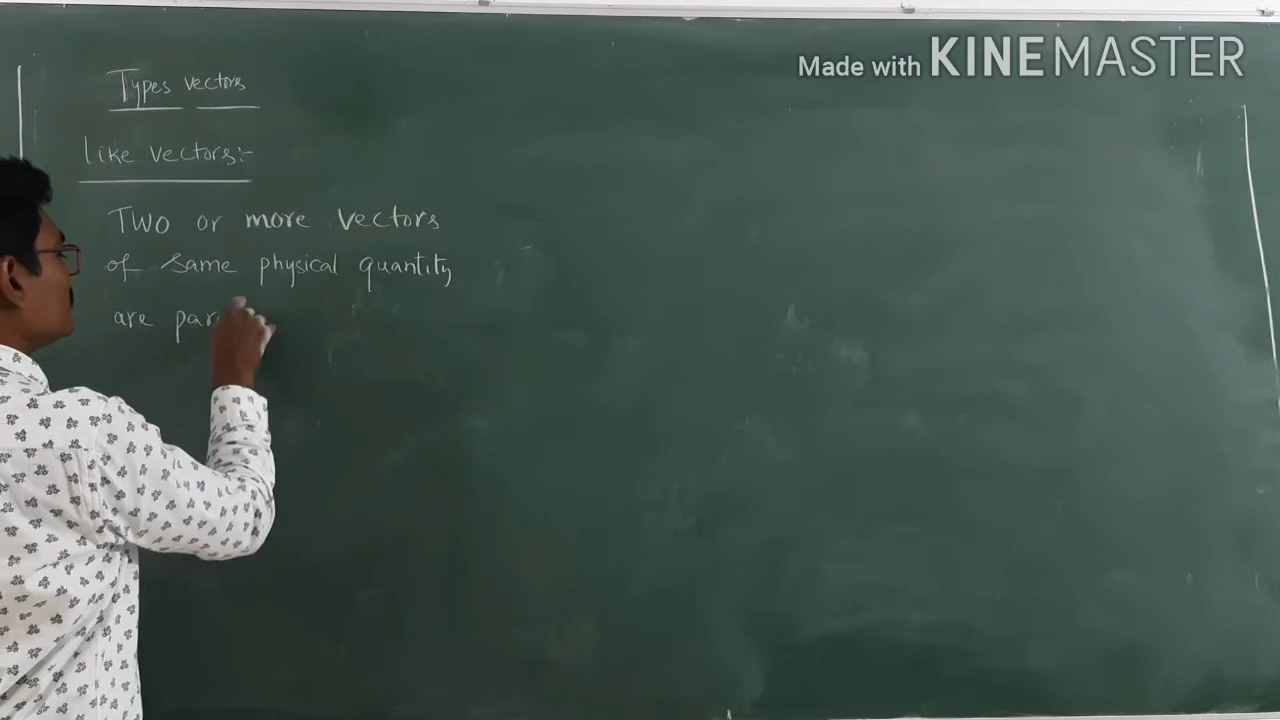 Made with KINEMASTER
Types vectors
like vectors:-
Two or more vectors
of same physical quantity
are par